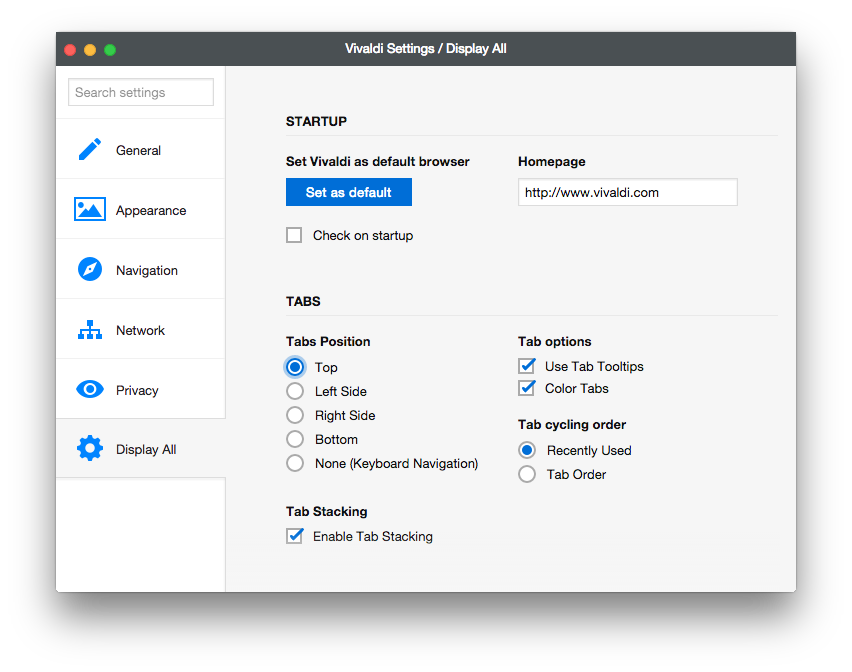 Vivaldi Settings / Display All
Search settings
General
Appearance
Navigation
Network
Privacy
Display All
STARTUP
Set Vivaldi as default browser
Set as default
Check on startup
Homepage
http://www.vivaldi.com
TABS
Tabs Position
Top
Left Side
Right Side
Bottom
None (Keyboard Navigation)
Tab Stacking
Enable Tab Stacking
Tab options
Use Tab Tooltips
Color Tabs
Tab cycling order
Recently Used
Tab Order